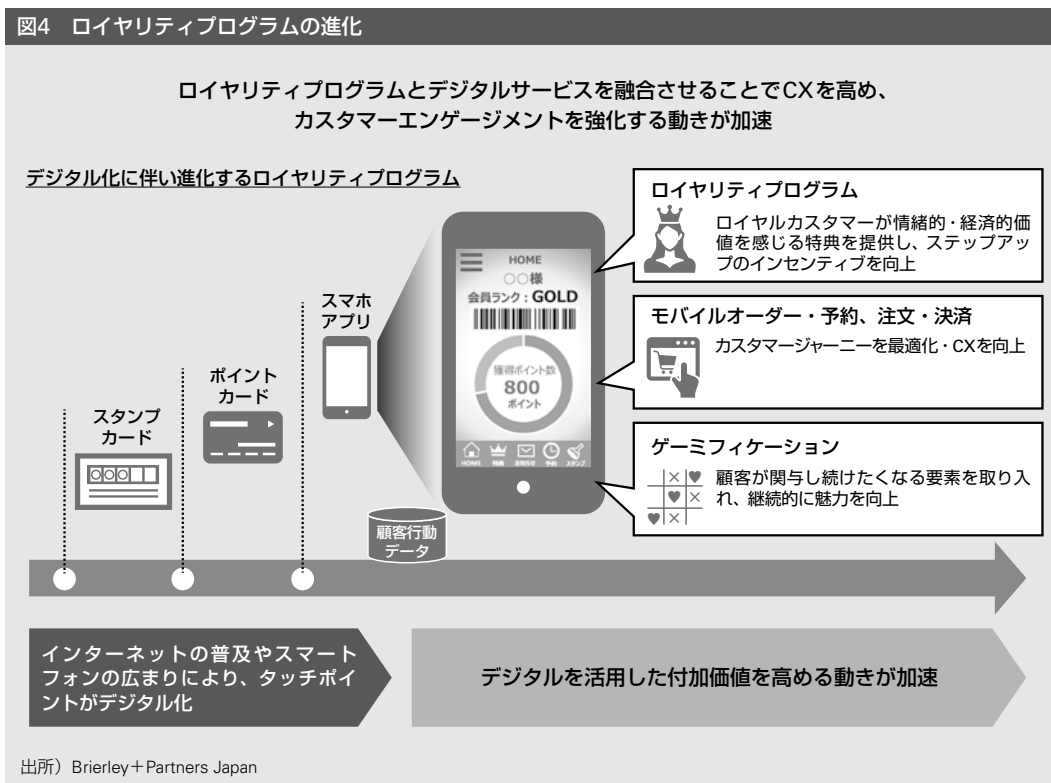 図4 ロイヤリティプログラムの進化
ロイヤリティプログラムとデジタルサービスを融合させることでCXを高め、
カスタマーエンゲージメントを強化する動きが加速
デジタル化に伴い進化するロイヤリティプログラム
スタンプ
カード
ポイント
カード
スマホ
アプリ
HOME
○○様
会員ランク:GOLD
獲得ポイント数
800
ポイント
HOME 特典 お知らせ 予約 スタンプ
ロイヤリティプログラム
ロイヤルカスタマーが情緒的・経済的価
値を感じる特典を提供し、ステップアッ
プのインセンティブを向上
モバイルオーダー・予約、注文・決済
カスタマージャーニーを最適化・CXを向上
ゲーミフィケーション
顧客が関与し続けたくなる要素を取り入
れ、継続的に魅力を向上
顧客行動
データ
インターネットの普及やスマート
フォンの広まりにより、タッチポイ
ントがデジタル化
デジタルを活用した付加価値を高める動きが加速
出所)Brierley+Partners Japan